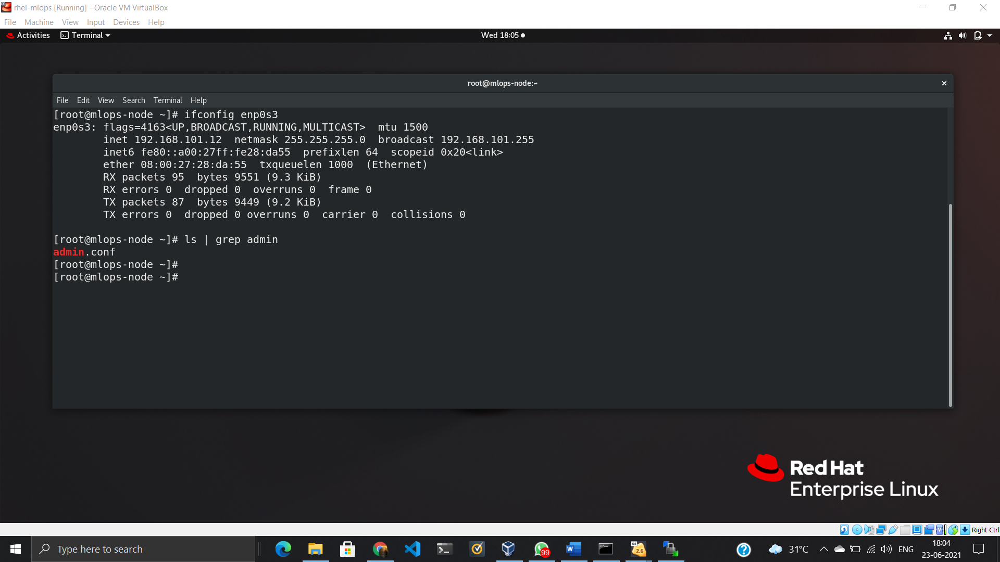 rhel-mlops [Running] - Oracle VM VirtualBox
File Machine View Input Devices Help
Activities Terminal Wed 18:05
root@mlops-node:~
File Edit View Search Terminal Help
[root@mlops-node ~]# ifconfig enp0s3
enp0s3: flags=4163<UP,BROADCAST,RUNNING,MULTICAST>  mtu 1500
        inet 192.168.101.12  netmask 255.255.255.0  broadcast 192.168.101.255
        inet6 fe80::a00:27ff:fe28:da55  prefixlen 64  scopeid 0x20<link>
        ether 08:00:27:28:da:55  txqueuelen 1000  (Ethernet)
        RX packets 95  bytes 9551 (9.3 KiB)
        RX errors 0  dropped 0  overruns 0  frame 0
        TX packets 87  bytes 9449 (9.2 KiB)
        TX errors 0  dropped 0 overruns 0  carrier 0  collisions 0
[root@mlops-node ~]# ls | grep admin
admin.conf
[root@mlops-node ~]#
[root@mlops-node ~]#
Red Hat
Enterprise Linux
Right Ctrl
Type here to search
64
2.6
99
31°C
ENG
18:04
23-06-2021